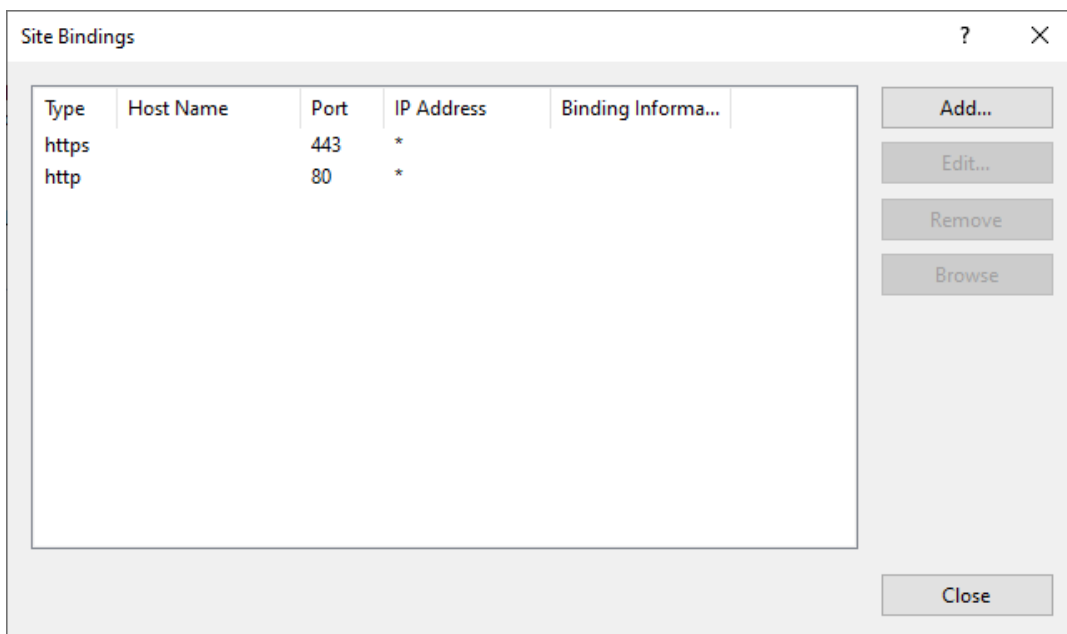 Site Bindings ? ×
Type Host Name Port IP Address Binding Informa... Add...
https 443 *
Edit...
http 80 *
Remove
Browse
Close